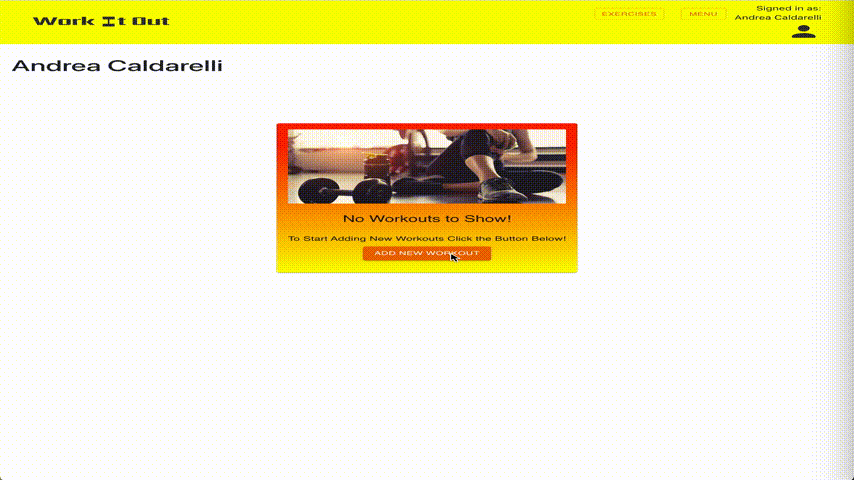 Work It Out
EXERCISES
MENU
Signed in as:
Andrea Caldarelli
Andrea Caldarelli
No Workouts to Show!
To Start Adding New Workouts Click the Button Below!
ADD NEW WORKOUT